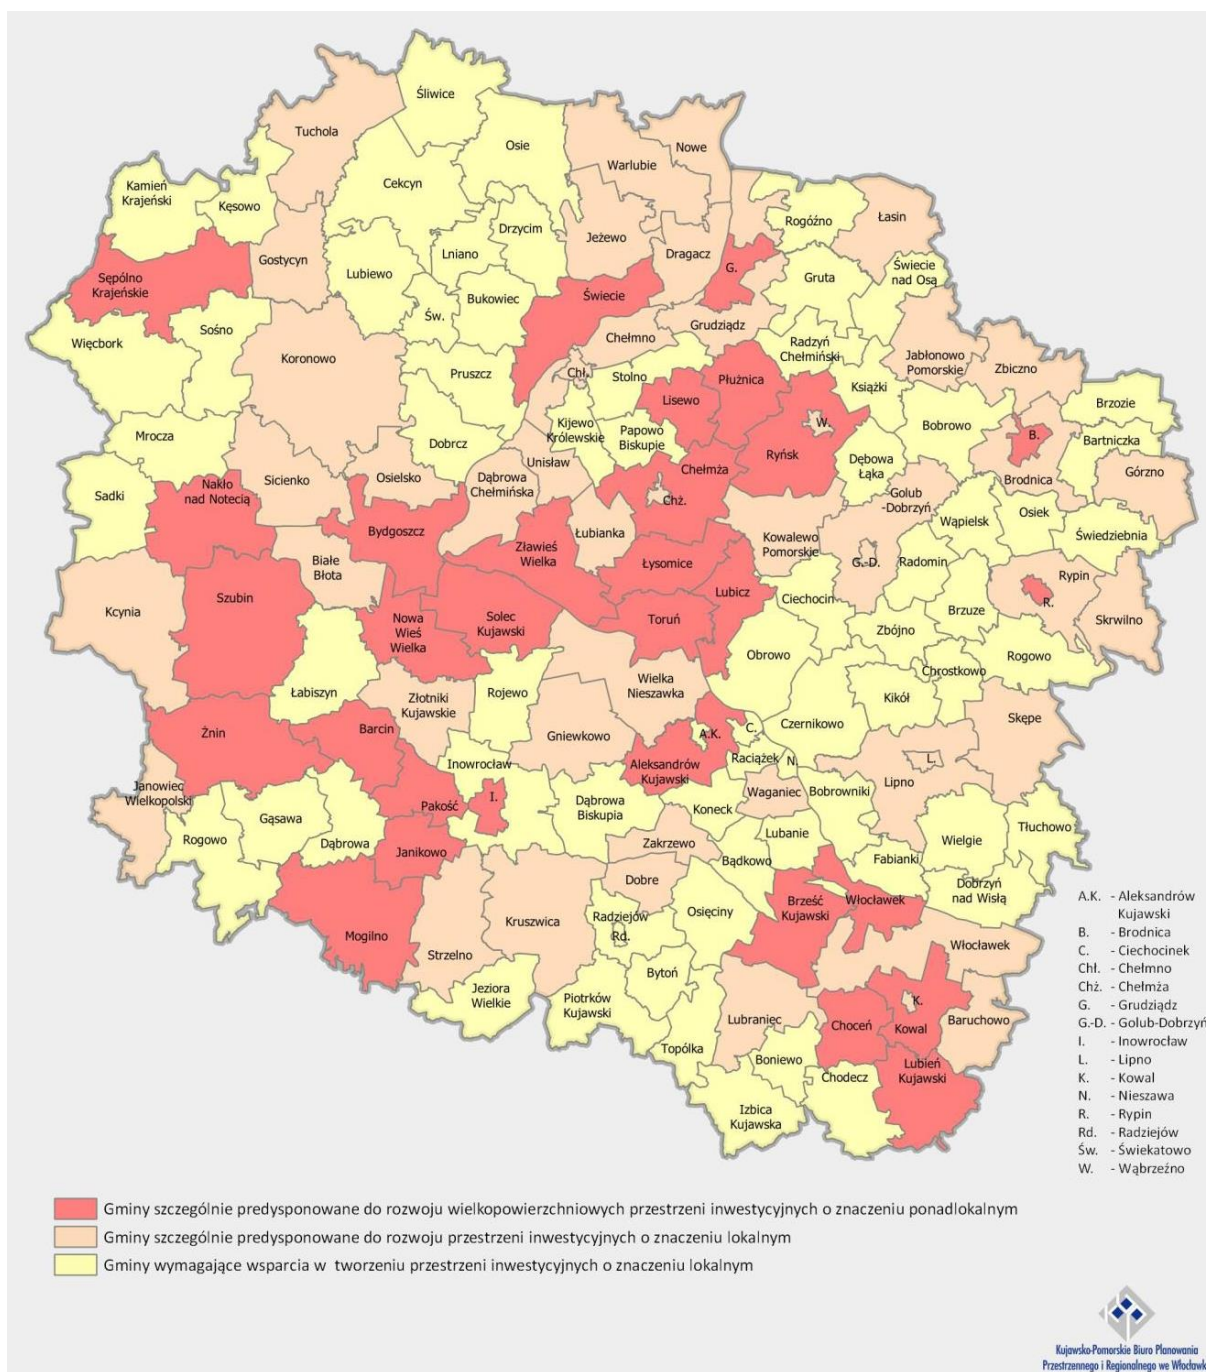 Śliwice
Tuchola
Osie
Nowe
Warlubie
Cekcyn
Kamień
Krajeński
Kęsowo
Rogóźno
Łasin
Drzycim
Jeżewo
Gostycyn
Lniano
Dragacz
Lubiewo
G.
Gruta
Świecie
nad Osą
Sępólno
Krajeńskie
Bukowiec
Świecie
Św.
Sośno
Grudziądz
Więcbork
Chełmno
Radzyń
Chełmiński
Koronowo
Jabłonowo
Pomorskie
Zbiczno
Chł.
Pruszcz
Stolno
Płużnica
Książki
Lisewo
Brzozie
Kijewo
Królewskie
Papowo
Biskupie
W.
Bobrowo
B.
Mrocza
Dobrcz
Bartniczka
Unisław
Ryńsk
Dębowa
Łąka
Chełmża
Górzno
Sadki
Nakło
nad Notecią
Sicienko
Osielsko
Dąbrowa
Chełmińska
Brodnica
Golub
-Dobrzyń
Chż.
Osiek
Wąpielsk
Bydgoszcz
Łubianka
Kowalewo
Pomorskie
Świedziebnia
Zławieś
Wielka
Białe
Błota
Łysomice
G.-D.
Radomin
Rypin
Kcynia
Szubin
Lubicz
Ciechocin
R.
Nowa
Wieś
Wielka
Solec
Kujawski
Toruń
Brzuze
Skrwilno
Zbójno
Obrowo
Rogowo
Chrostkowo
Łabiszyn
Złotniki
Kujawskie
Rojewo
Wielka
Nieszawka
Kikół
Skępe
Czernikowo
Żnin
Barcin
Gniewkowo
A.K.
C.
Raciążek
N.
L.
Inowrocław
Aleksandrów
Kujawski
Janowiec
Wielkopolski
Lipno
Waganiec
Bobrowniki
I.
Pakość
Dąbrowa
Biskupia
Koneck
Gąsawa
Rogowo
Dąbrowa
Tłuchowo
Lubanie
Wielgie
Janikowo
Zakrzewo
Bądkowo
Fabianki
Dobre
Dobrzyń
nad Wisłą
Brześć
Kujawski
Włocławek
Kruszwica
Radziejów
Osięciny
Rd.
Mogilno
Strzelno
Włocławek
Bytoń
Jeziora
Wielkie
Piotrków
Kujawski
K.
Lubraniec
Choceń
Kowal
Baruchowo
Topólka
Boniewo
Lubień
Kujawski
Chodecz
Izbica
Kujawska
A.K. - Aleksandrów
Kujawski
B. - Brodnica
C. - Ciechocinek
Chł. - Chełmno
Chż. - Chełmża
G. - Grudziądz
G.-D. - Golub-Dobrzyń
I. - Inowrocław
L. - Lipno
K. - Kowal
N. - Nieszawa
R. - Rypin
Rd. - Radziejów
Św. - Świekatowo
W. - Wąbrzeźno
Gminy szczególnie predysponowane do rozwoju wielkopowierzchniowych przestrzeni inwestycyjnych o znaczeniu ponadlokalnym
Gminy szczególnie predysponowane do rozwoju przestrzeni inwestycyjnych o znaczeniu lokalnym
Gminy wymagające wsparcia w tworzeniu przestrzeni inwestycyjnych o znaczeniu lokalnym
Kujawsko-Pomorskie Biuro Planowania
Przestrzennego i Regionalnego we Włocławk